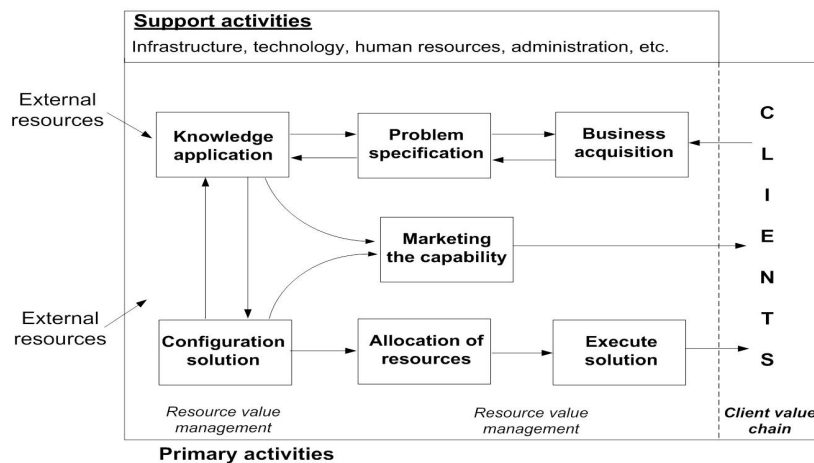 Support activities
Infrastructure, technology, human resources, administration, etc.
External
resources
Knowledge
application
Problem
specification
Business
acquisition
C
L
I
E
N
T
S
Marketing
the capability
External
resources
Configuration
solution
Allocation of
resources
Execute
solution
Resource value
management
Resource value
management
Client value
chain
Primary activities